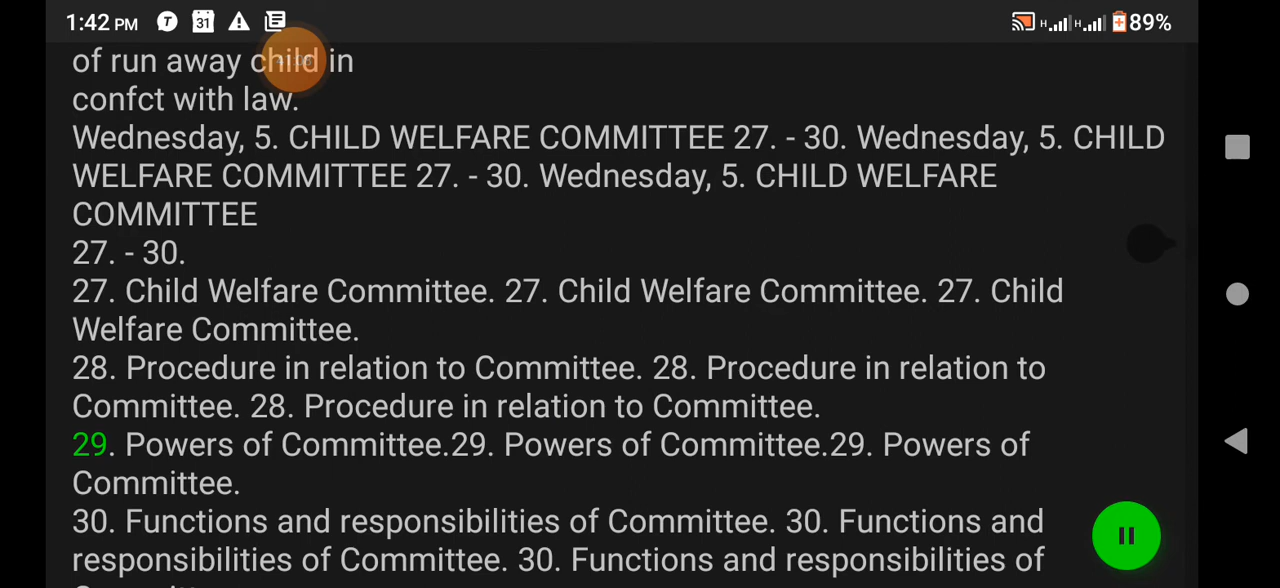 1:42 PM T 31 H H 89%
of run away child in
confct with law.
Wednesday, 5. CHILD WELFARE COMMITTEE 27. - 30. Wednesday, 5. CHILD
WELFARE COMMITTEE 27. - 30. Wednesday, 5. CHILD WELFARE
COMMITTEE
27. - 30.
27. Child Welfare Committee. 27. Child Welfare Committee. 27. Child
Welfare Committee.
28. Procedure in relation to Committee. 28. Procedure in relation to
Committee. 28. Procedure in relation to Committee.
29. Powers of Committee.29. Powers of Committee.29. Powers of
Committee.
30. Functions and responsibilities of Committee. 30. Functions and
responsibilities of Committee. 30. Functions and responsibilities of